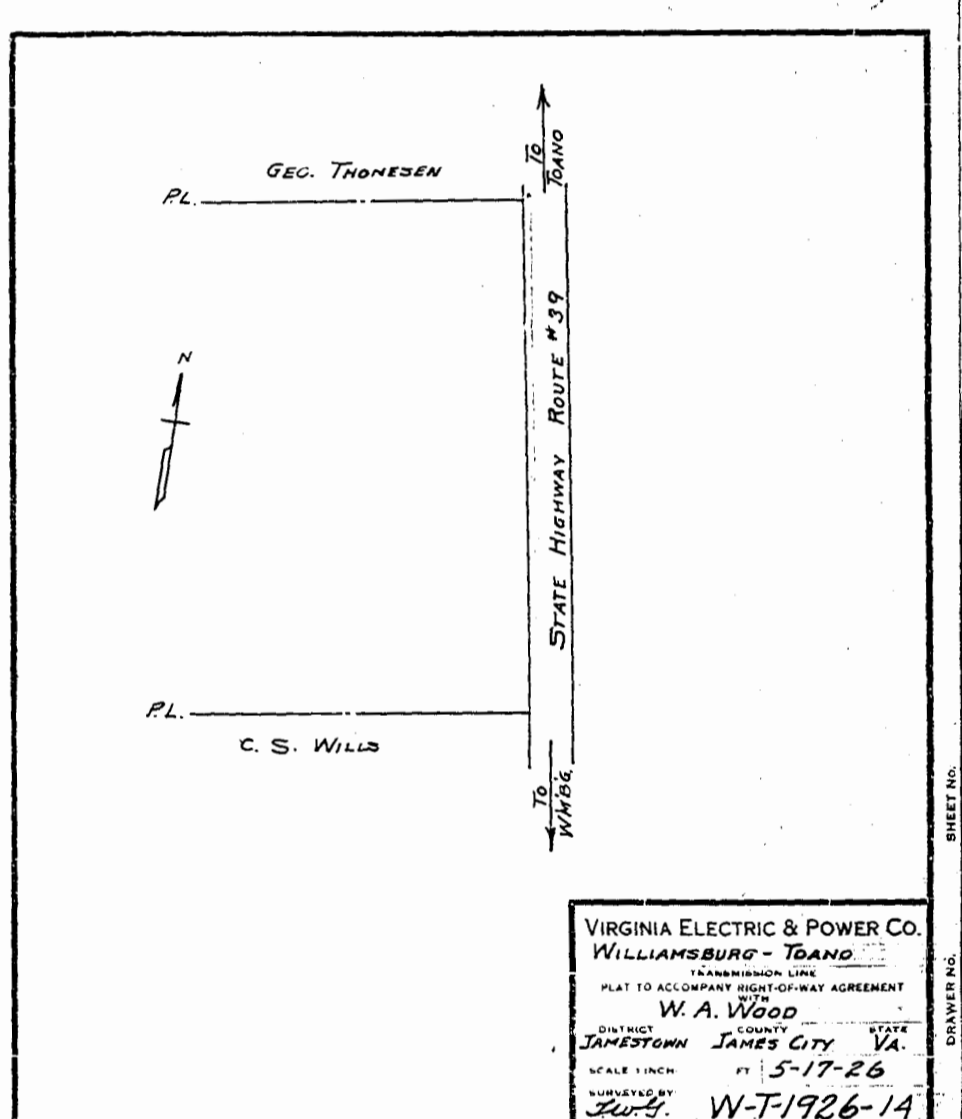 GEO. THONESEN
P.L.
TO
TOANO
N
STATE HIGHWAY ROUTE #39
P.L.
C. S. WILLS
TO
WM'B'G.
SHEET NO.
DRAWER NO.
VIRGINIA ELECTRIC & POWER CO.
WILLIAMSBURG - TOANO
TRANSMISSION LINE
PLAT TO ACCOMPANY RIGHT-OF-WAY AGREEMENT
WITH
W. A. WOOD
DISTRICT COUNTY STATE
JAMESTOWN JAMES CITY VA.
SCALE 1 INCH FT 5-17-26
SURVEYED BY
W-T-1926-14